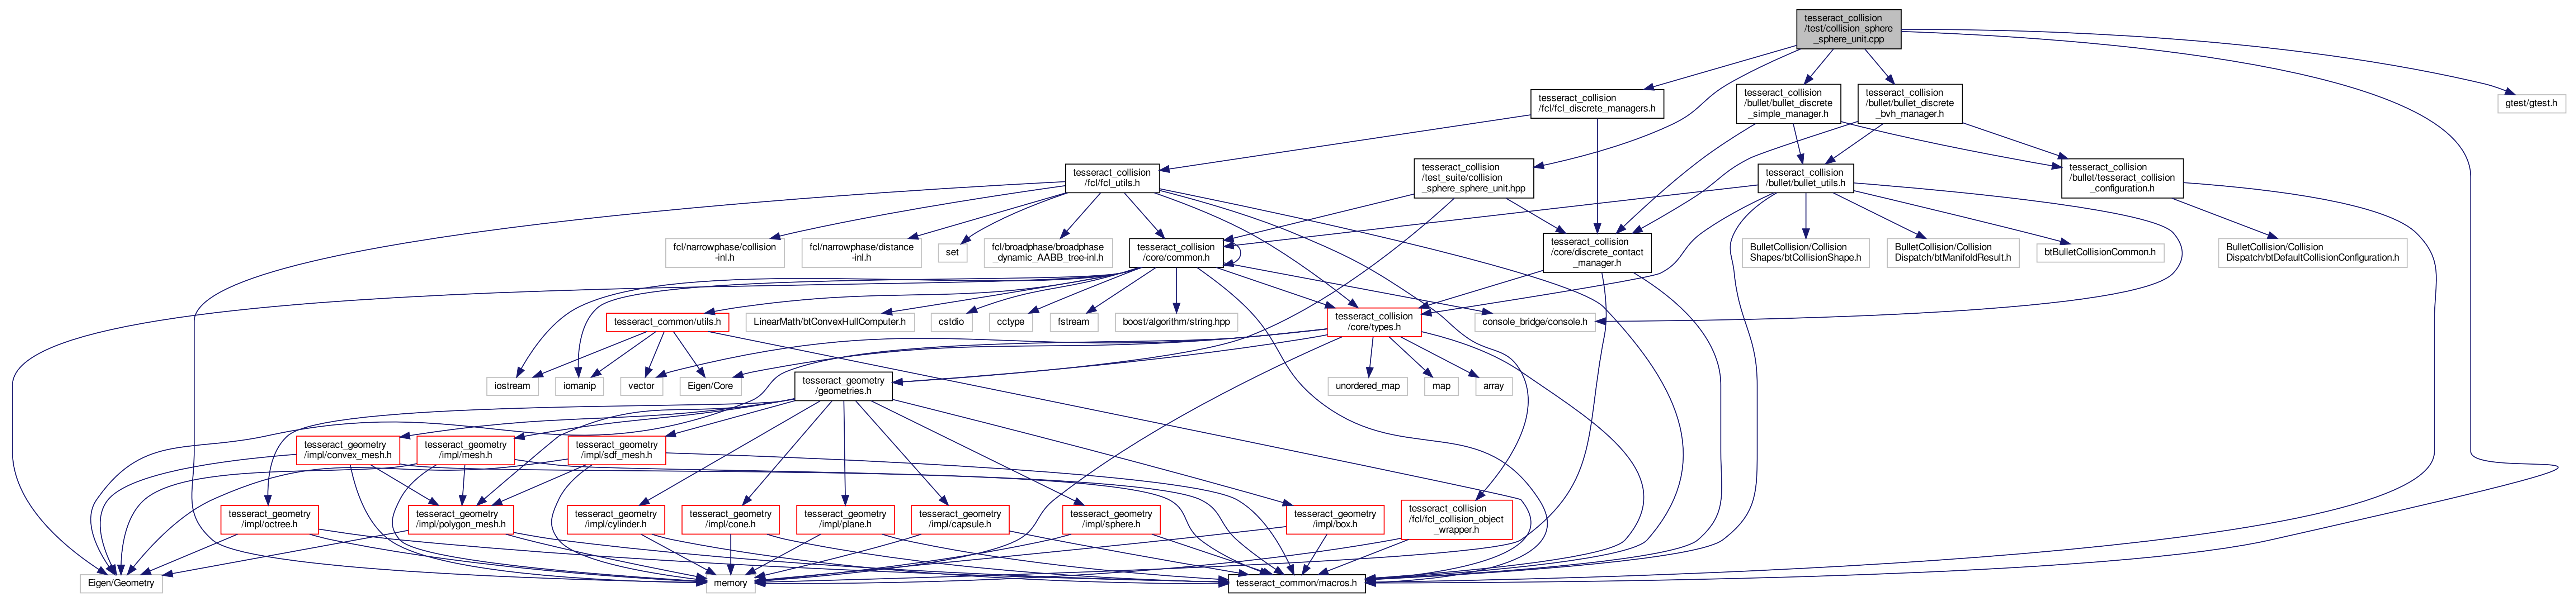 tesseract_collision
/test/collision_sphere
_sphere_unit.cpp
tesseract_collision
/fcl/fcl_discrete_managers.h
tesseract_collision
/bullet/bullet_discrete
_simple_manager.h
tesseract_collision
/bullet/bullet_discrete
_bvh_manager.h
gtest/gtest.h
tesseract_collision
/fcl/fcl_utils.h
tesseract_collision
/test_suite/collision
_sphere_sphere_unit.hpp
tesseract_collision
/bullet/bullet_utils.h
tesseract_collision
/bullet/tesseract_collision
_configuration.h
fcl/narrowphase/collision
-inl.h
fcl/narrowphase/distance
-inl.h
set
fcl/broadphase/broadphase
_dynamic_AABB_tree-inl.h
tesseract_collision
/core/common.h
tesseract_collision
/core/discrete_contact
_manager.h
BulletCollision/Collision
Shapes/btCollisionShape.h
BulletCollision/Collision
Dispatch/btManifoldResult.h
btBulletCollisionCommon.h
BulletCollision/Collision
Dispatch/btDefaultCollisionConfiguration.h
tesseract_common/utils.h
LinearMath/btConvexHullComputer.h
cstdio
cctype
fstream
boost/algorithm/string.hpp
tesseract_collision
/core/types.h
console_bridge/console.h
iostream
iomanip
vector
Eigen/Core
tesseract_geometry
/geometries.h
unordered_map
map
array
tesseract_geometry
/impl/convex_mesh.h
tesseract_geometry
/impl/mesh.h
tesseract_geometry
/impl/sdf_mesh.h
tesseract_geometry
/impl/octree.h
tesseract_geometry
/impl/polygon_mesh.h
tesseract_geometry
/impl/cylinder.h
tesseract_geometry
/impl/cone.h
tesseract_geometry
/impl/plane.h
tesseract_geometry
/impl/capsule.h
tesseract_geometry
/impl/sphere.h
tesseract_geometry
/impl/box.h
tesseract_collision
/fcl/fcl_collision_object
_wrapper.h
Eigen/Geometry
memory
tesseract_common/macros.h